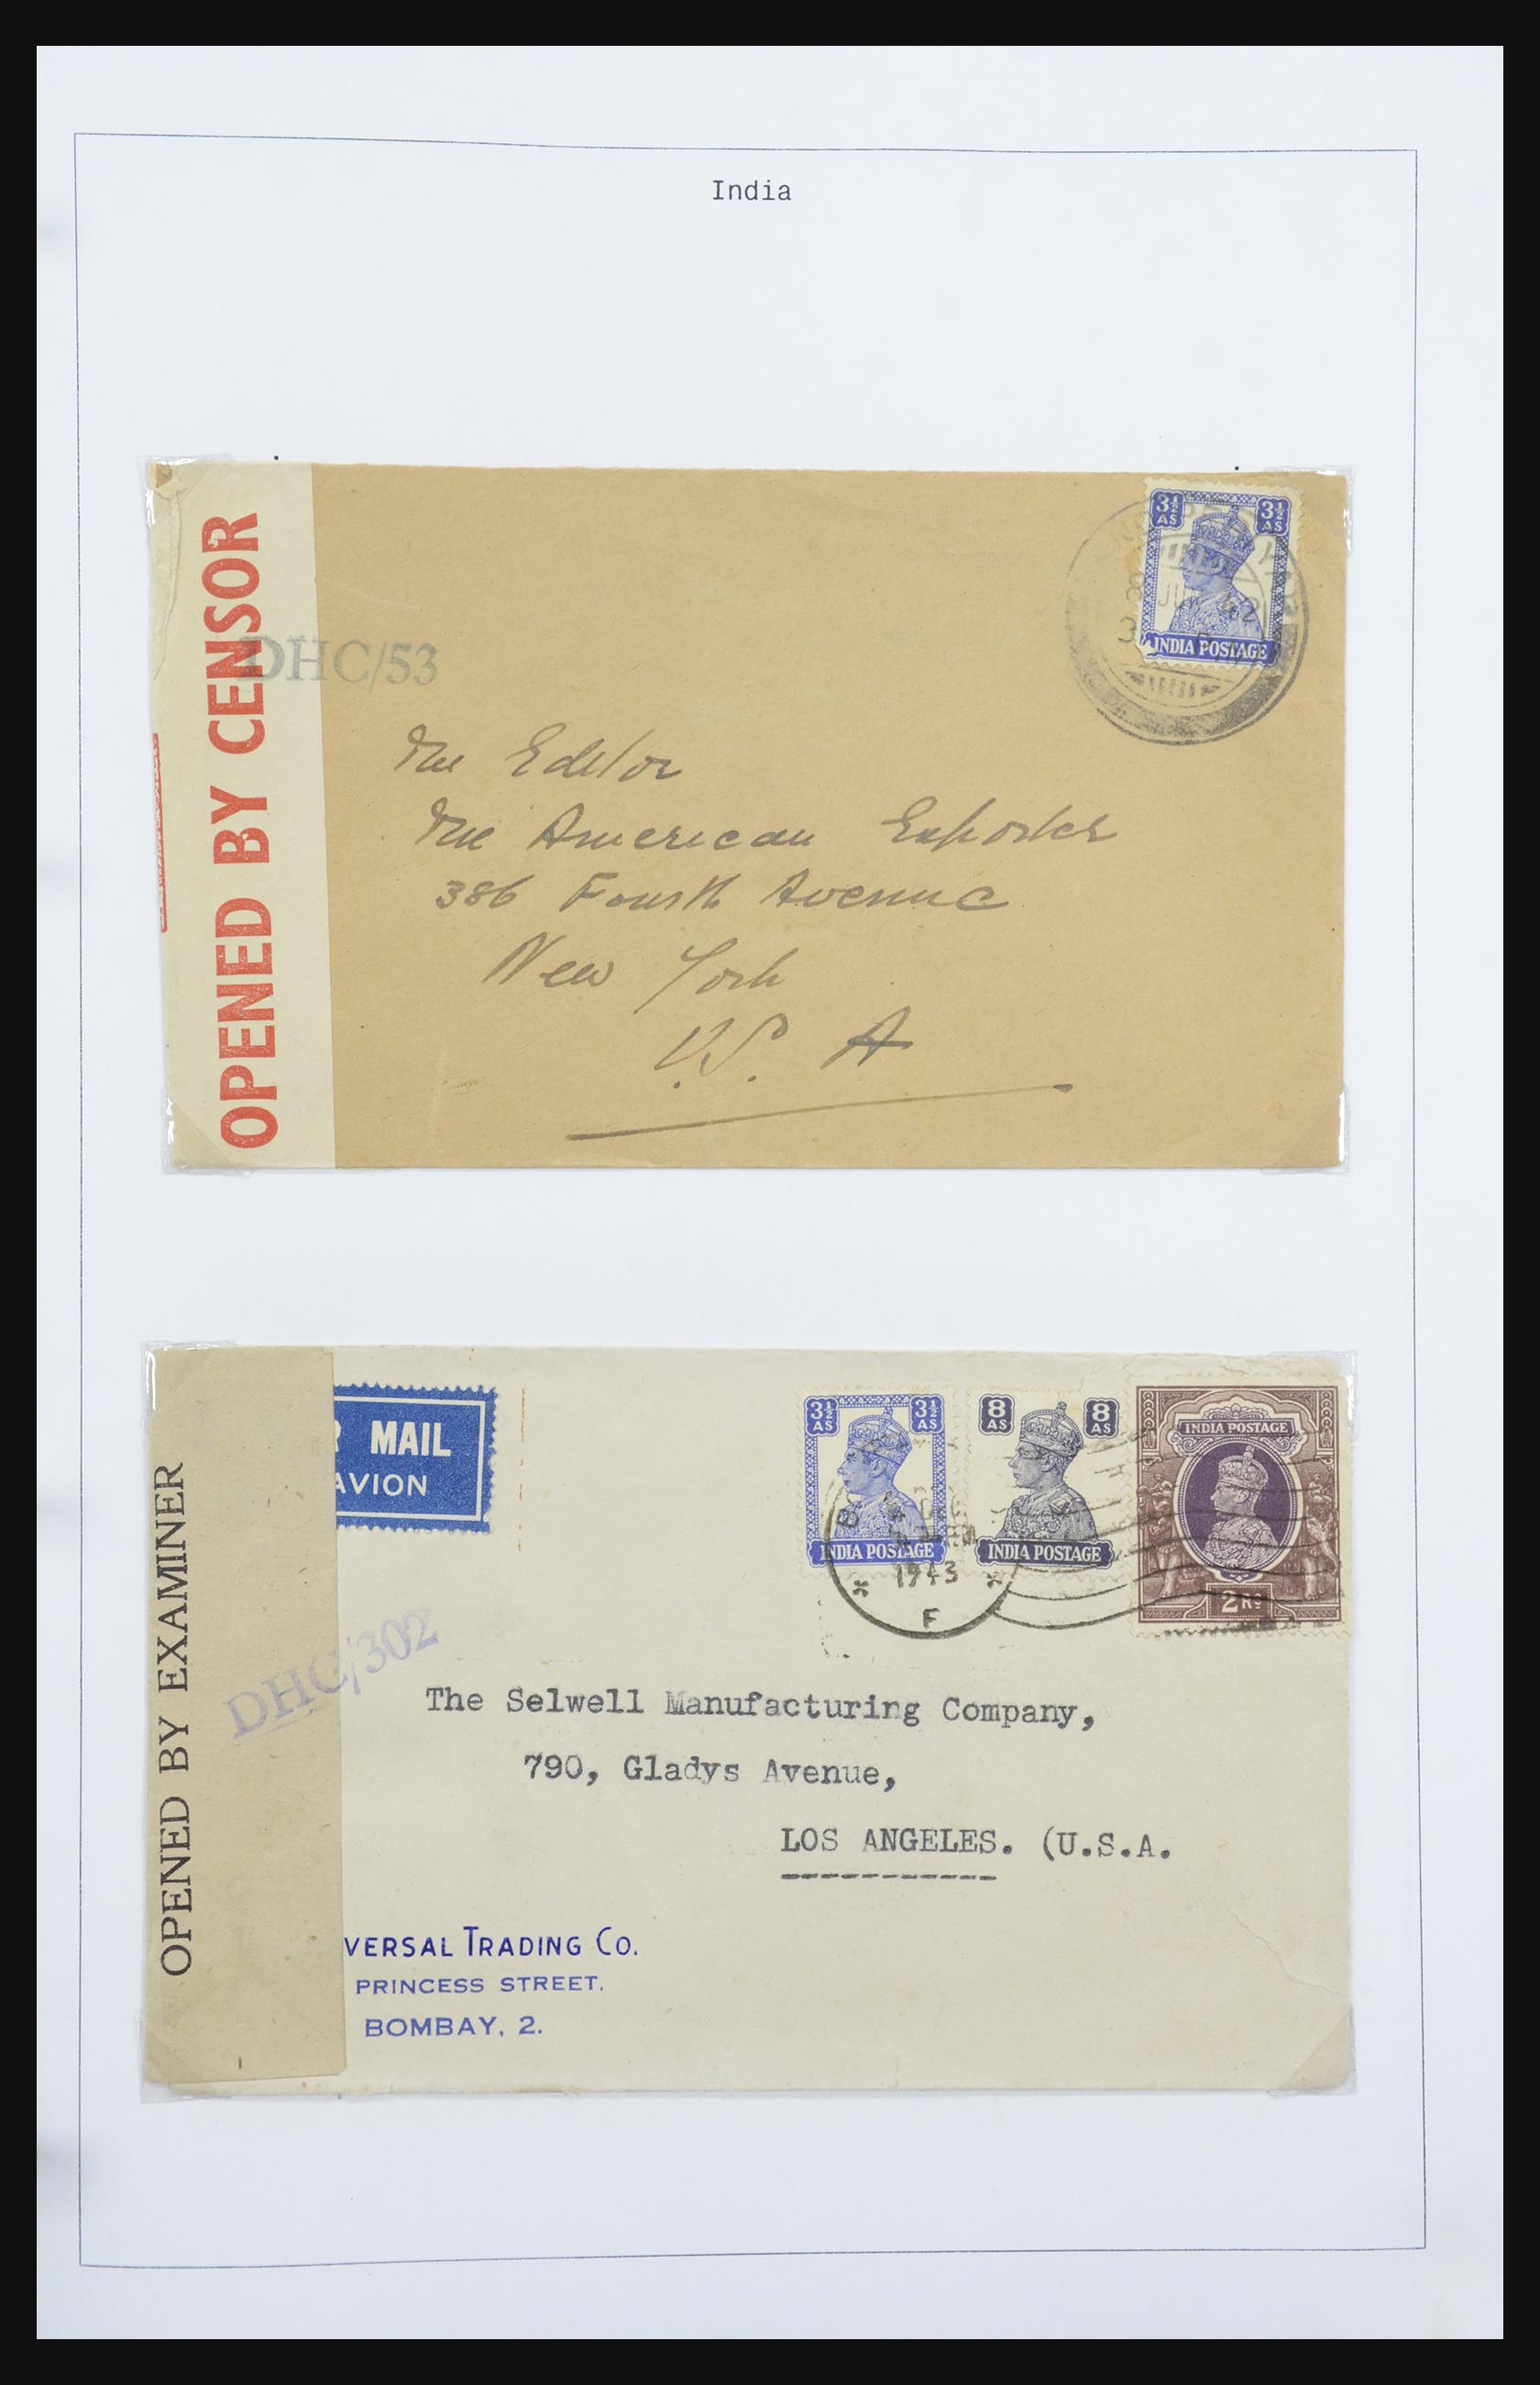 India
OPENED BY CENSOR
DHC/53
3½ AS 3½ AS
INDIA POSTAGE
8 JUN 42
The Editor
The American Exporter
386 Fourth Avenue
New York
U.S. A
OPENED BY EXAMINER
MAIL
AVION
DHC/302
3½ AS 3½ AS
INDIA POSTAGE
8 AS 8 AS
INDIA POSTAGE
INDIA POSTAGE
2 Rs
1943
F
The Selwell Manufacturing Company,
790, Gladys Avenue,
LOS ANGELES. (U.S.A.
VERSAL TRADING CO.
PRINCESS STREET.
BOMBAY, 2.